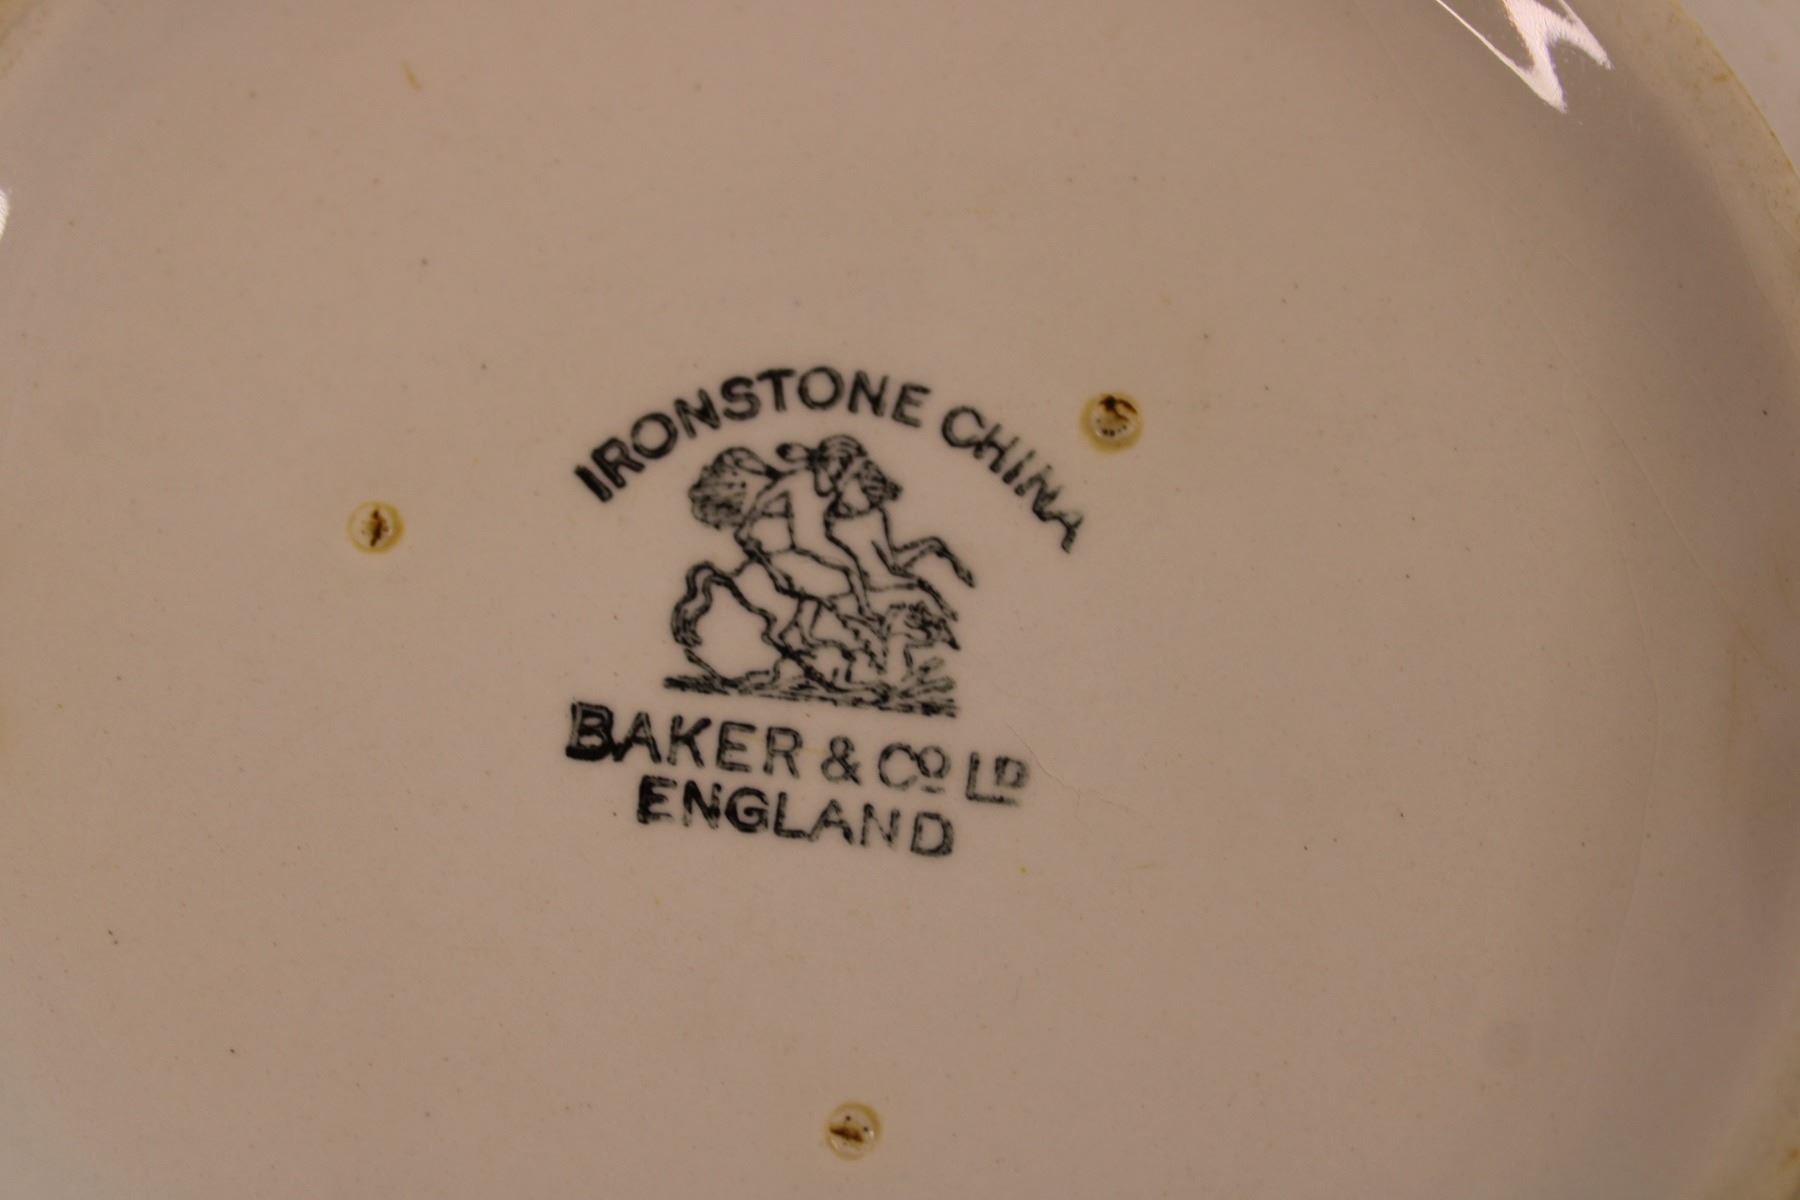 IRONSTONE CHINA
BAKER & Co LD
ENGLAND